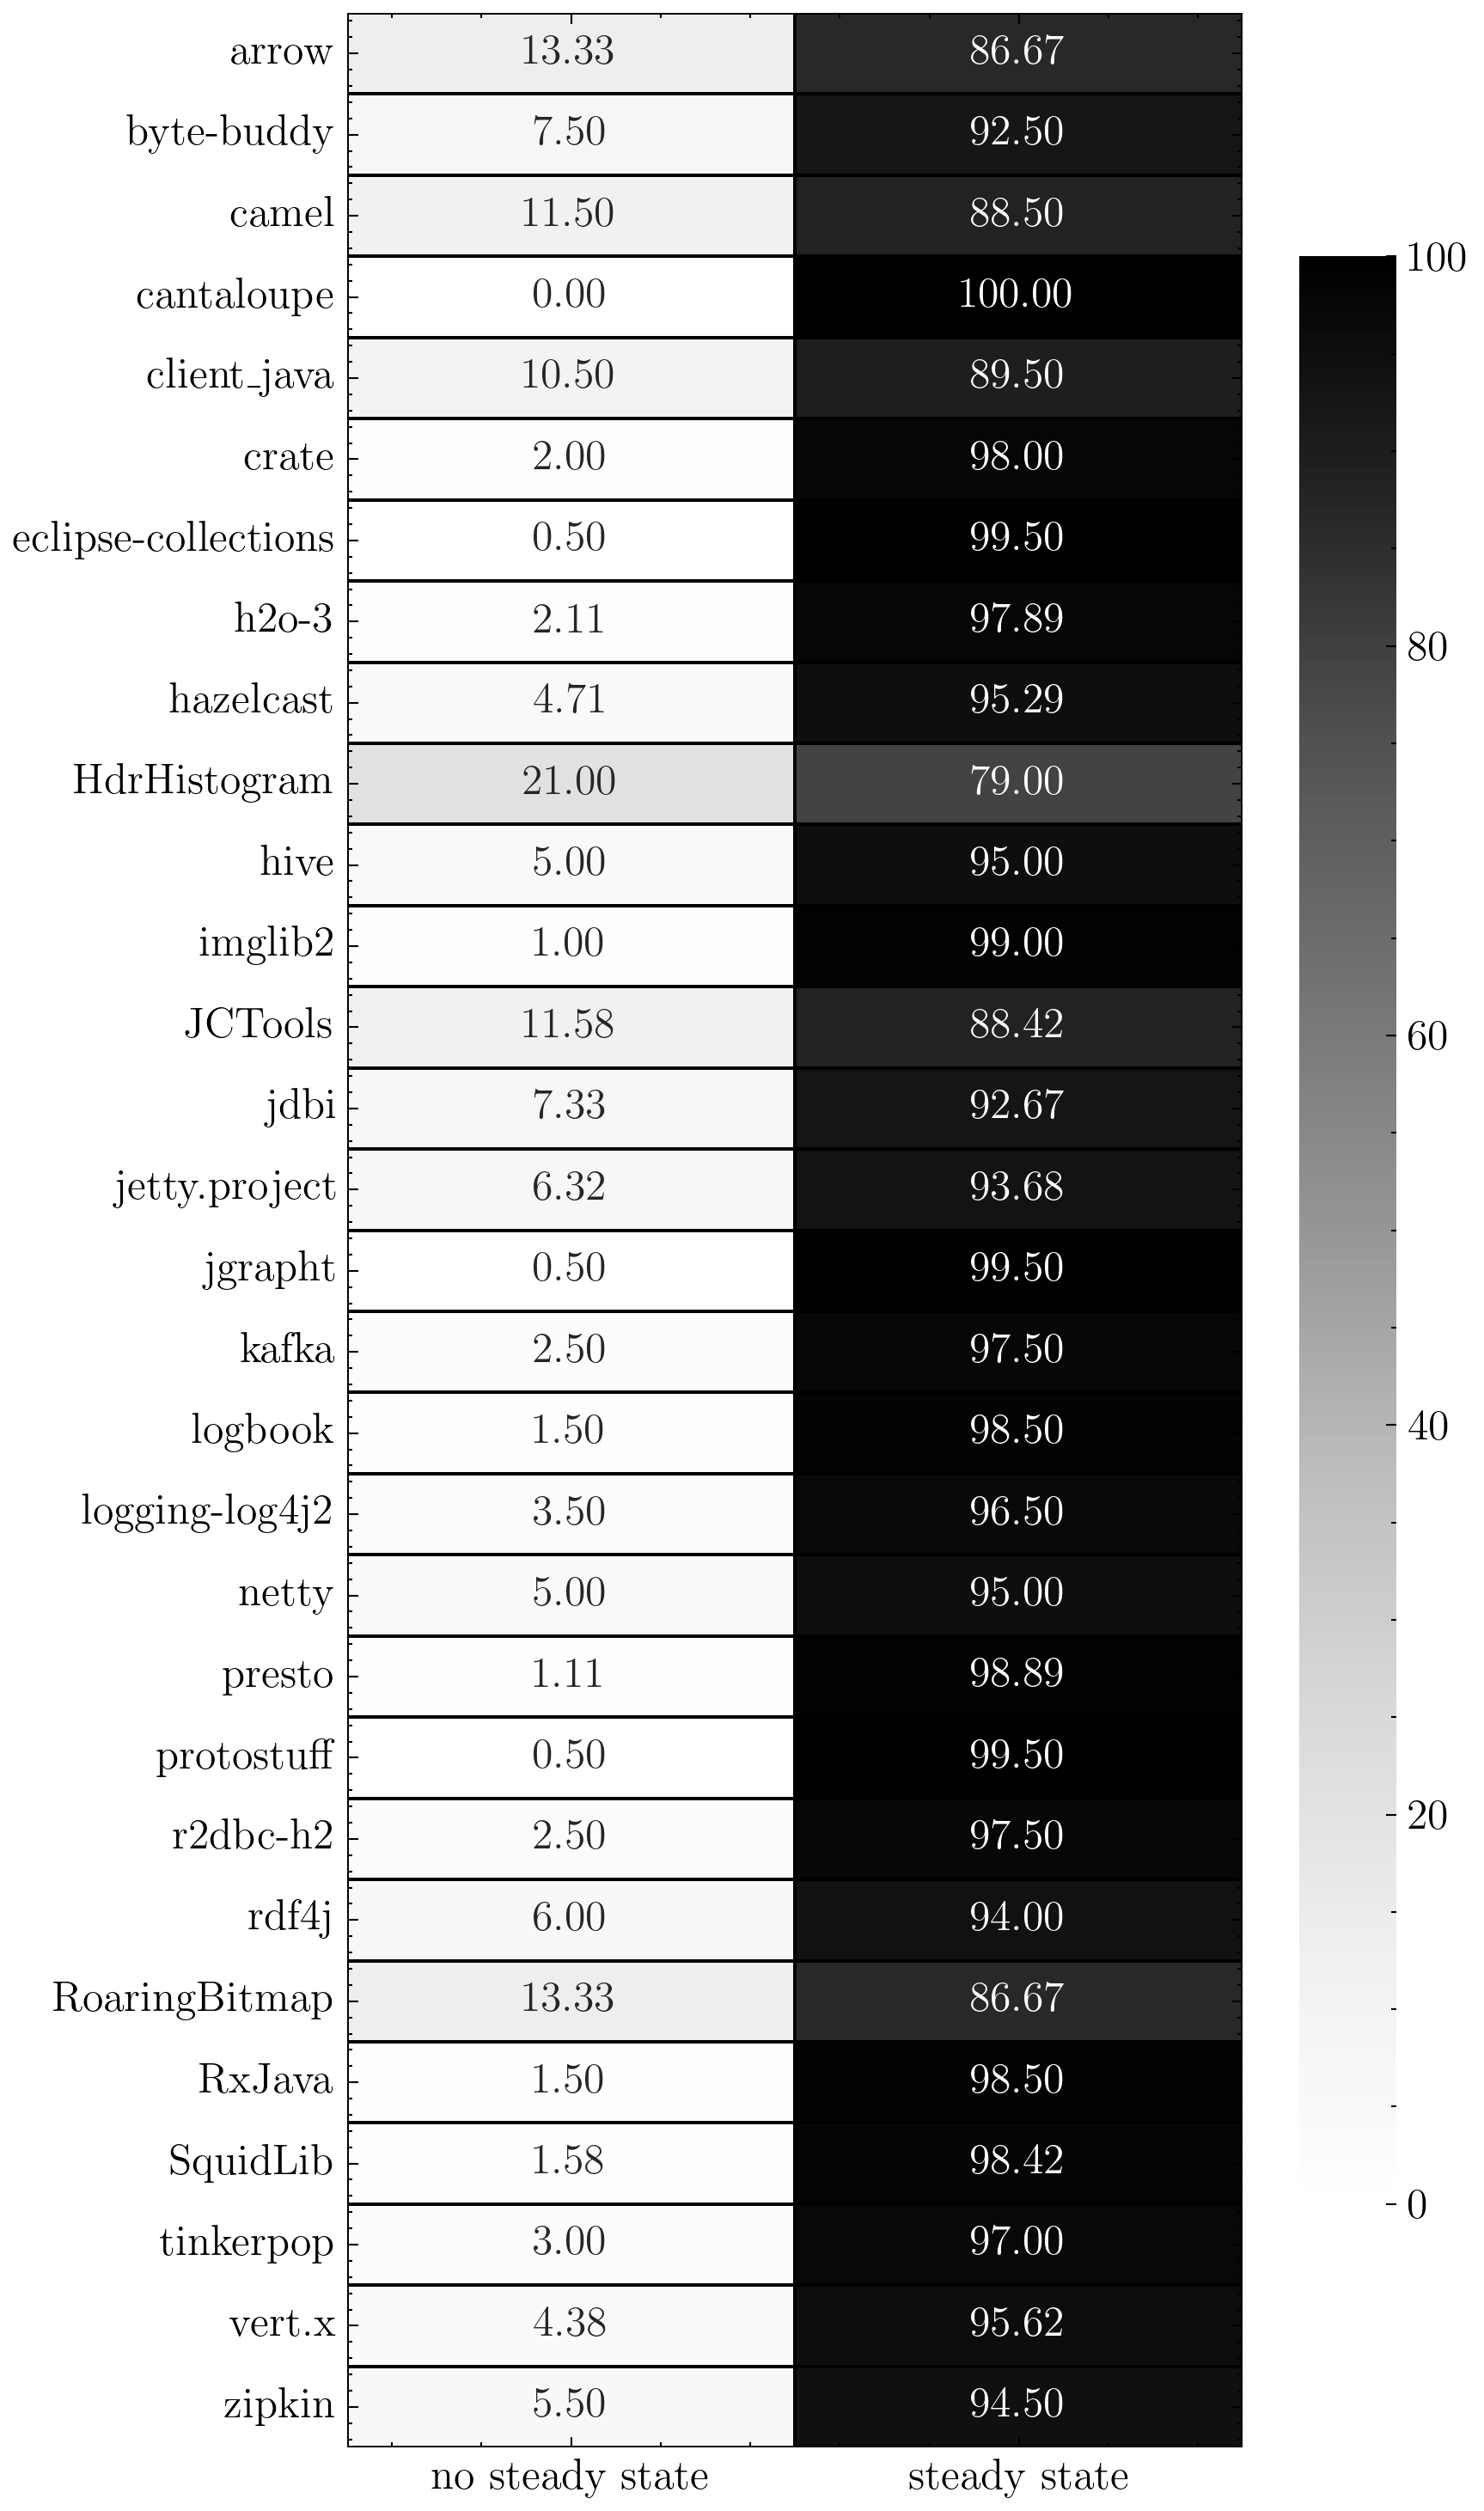 arrow 13.33 86.67
byte-buddy 7.50 92.50
camel 11.50 88.50
cantaloupe 0.00 100.00
client_java 10.50 89.50
crate 2.00 98.00
eclipse-collections 0.50 99.50
h2o-3 2.11 97.89
hazelcast 4.71 95.29
HdrHistogram 21.00 79.00
hive 5.00 95.00
imglib2 1.00 99.00
JCTools 11.58 88.42
jdbi 7.33 92.67
jetty.project 6.32 93.68
jgrapht 0.50 99.50
kafka 2.50 97.50
logbook 1.50 98.50
logging-log4j2 3.50 96.50
netty 5.00 95.00
presto 1.11 98.89
protostuff 0.50 99.50
r2dbc-h2 2.50 97.50
rdf4j 6.00 94.00
RoaringBitmap 13.33 86.67
RxJava 1.50 98.50
SquidLib 1.58 98.42
tinkerpop 3.00 97.00
vert.x 4.38 95.62
zipkin 5.50 94.50
no steady state steady state
100
80
60
40
20
0